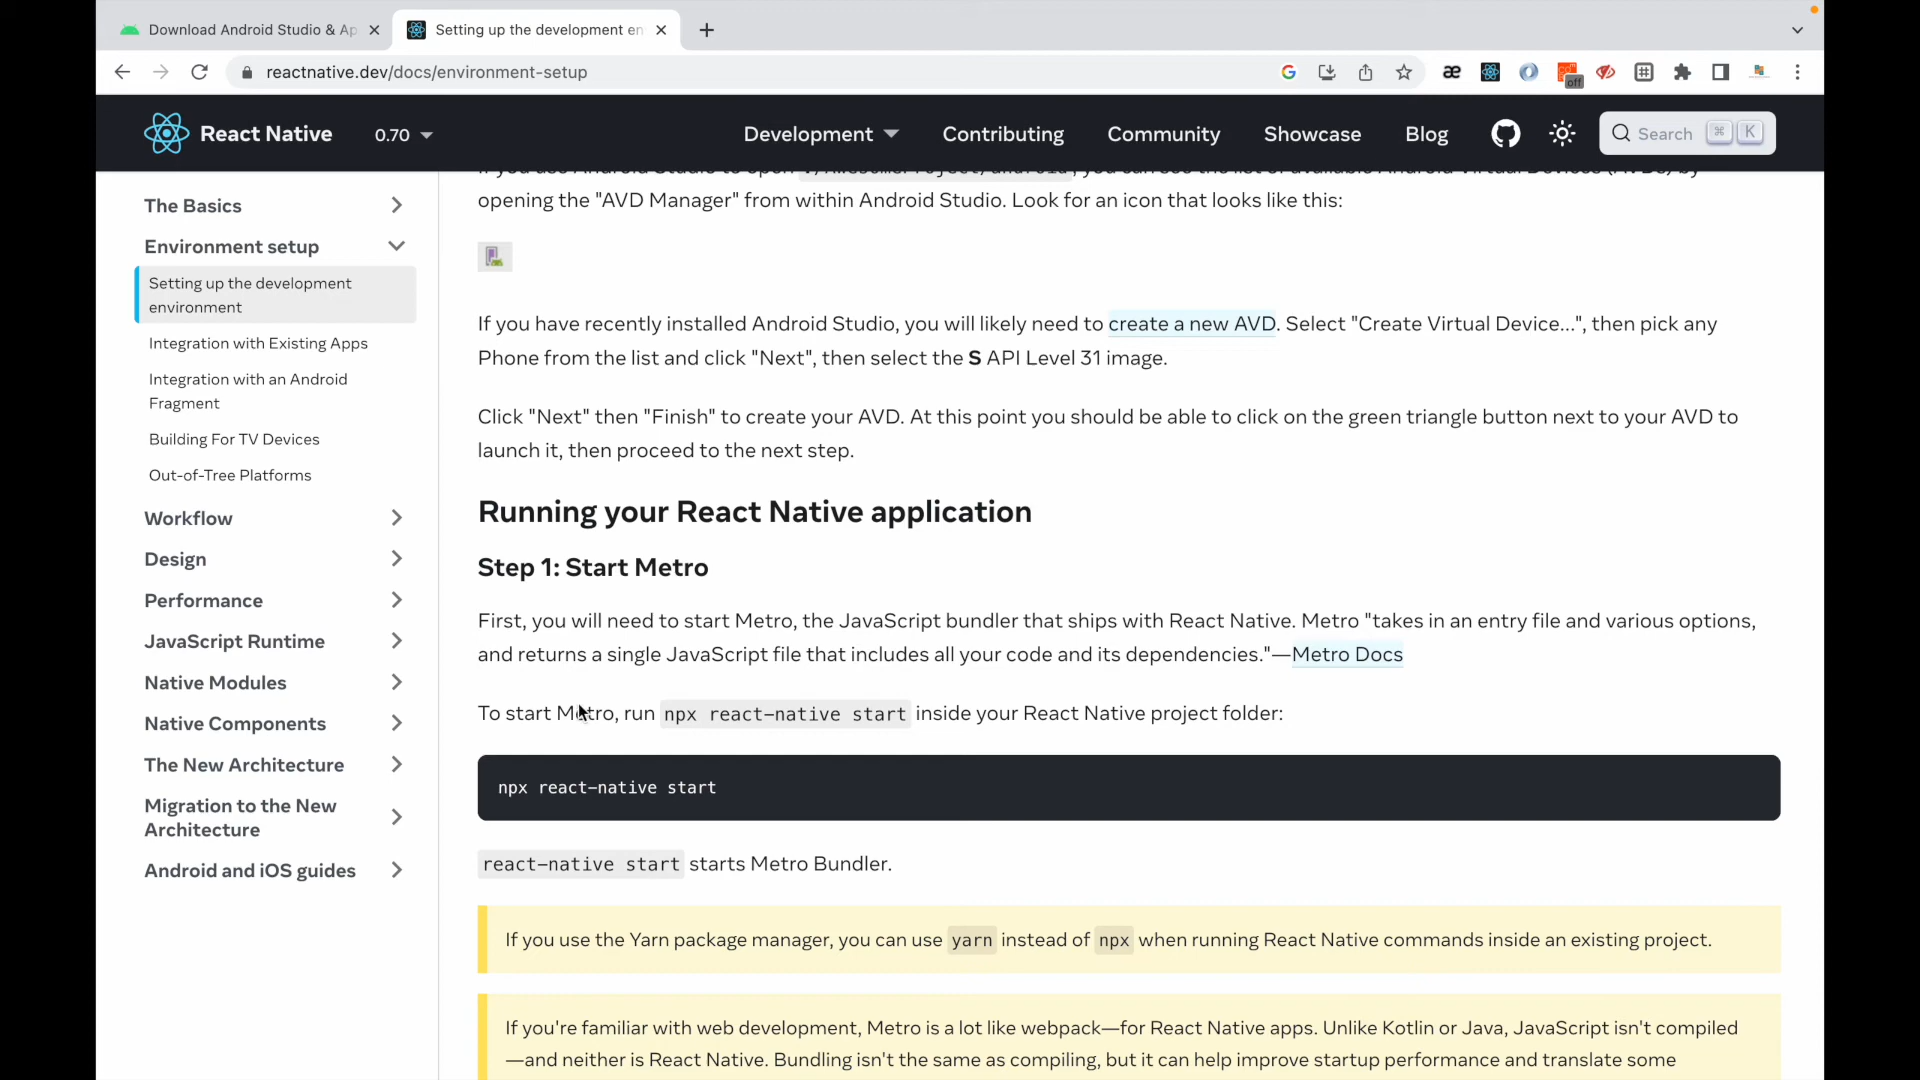 Download Android Studio & Ap
Setting up the development en
reactnative.dev/docs/environment-setup
off
React Native
0.70
Development
Contributing
Community
Showcase
Blog
Search ⌘ K
The Basics
Environment setup
Setting up the development
environment
Integration with Existing Apps
Integration with an Android
Fragment
Building For TV Devices
Out-of-Tree Platforms
Workflow
Design
Performance
JavaScript Runtime
Native Modules
Native Components
The New Architecture
Migration to the New
Architecture
Android and iOS guides
opening the "AVD Manager" from within Android Studio. Look for an icon that looks like this:
If you have recently installed Android Studio, you will likely need to create a new AVD. Select "Create Virtual Device...", then pick any
Phone from the list and click "Next", then select the S API Level 31 image.
Click "Next" then "Finish" to create your AVD. At this point you should be able to click on the green triangle button next to your AVD to
launch it, then proceed to the next step.
Running your React Native application
Step 1: Start Metro
First, you will need to start Metro, the JavaScript bundler that ships with React Native. Metro "takes in an entry file and various options,
and returns a single JavaScript file that includes all your code and its dependencies."—Metro Docs
To start Metro, run npx react-native start inside your React Native project folder:
npx react-native start
react-native start starts Metro Bundler.
If you use the Yarn package manager, you can use yarn instead of npx when running React Native commands inside an existing project.
If you're familiar with web development, Metro is a lot like webpack—for React Native apps. Unlike Kotlin or Java, JavaScript isn't compiled
—and neither is React Native. Bundling isn't the same as compiling, but it can help improve startup performance and translate some